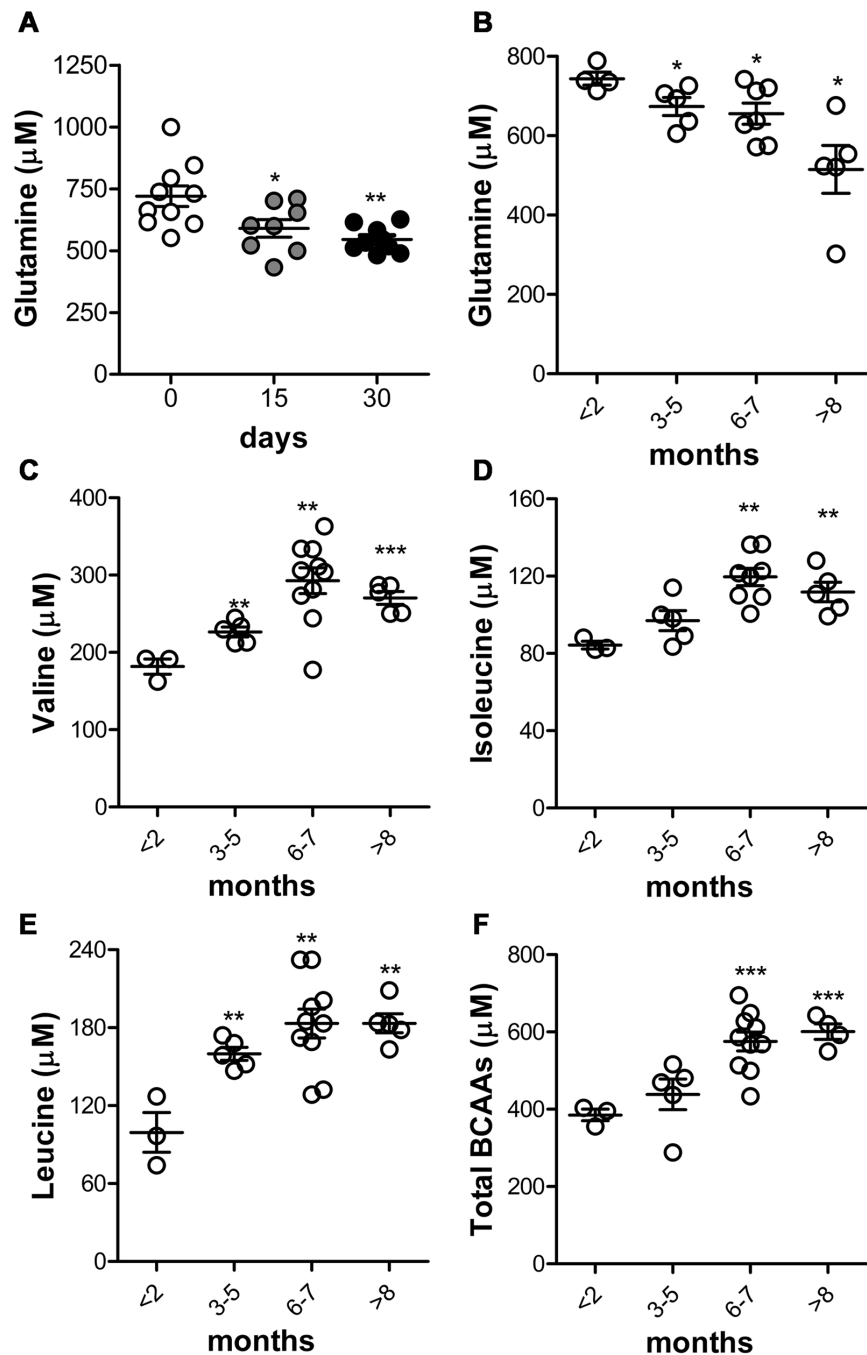 A
Glutamine (μM)
1250
1000
750
500
250
0
*
**
0 15 30
days
B
Glutamine (μM)
800
600
400
200
0
* * *
<2 3-5 6-7 >8
months
C
Valine (μM)
400
300
200
100
0
** ** ***
<2 3-5 6-7 >8
months
D
Isoleucine (μM)
160
120
80
40
0
** **
<2 3-5 6-7 >8
months
E
Leucine (μM)
240
180
120
60
0
** ** **
<2 3-5 6-7 >8
months
F
Total BCAAs (μM)
800
600
400
200
0
*** ***
<2 3-5 6-7 >8
months